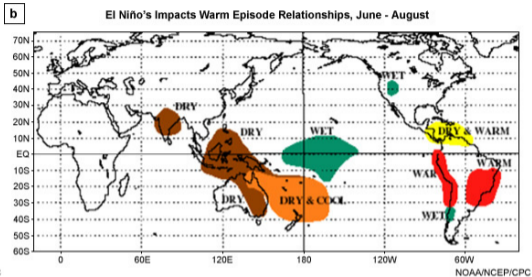 b
El Niño's Impacts Warm Episode Relationships, June - August
70N
60N
50N
40N
30N
20N
10N
EQ
10S
20S
30S
40S
50S
60S
WET
DRY
DRY
WET
DRY & WARM
WAR
WARM
DRY
DRY & COOL
WET
0
60E
120E
180
120W
60W
NOAA/NCEP/CPC